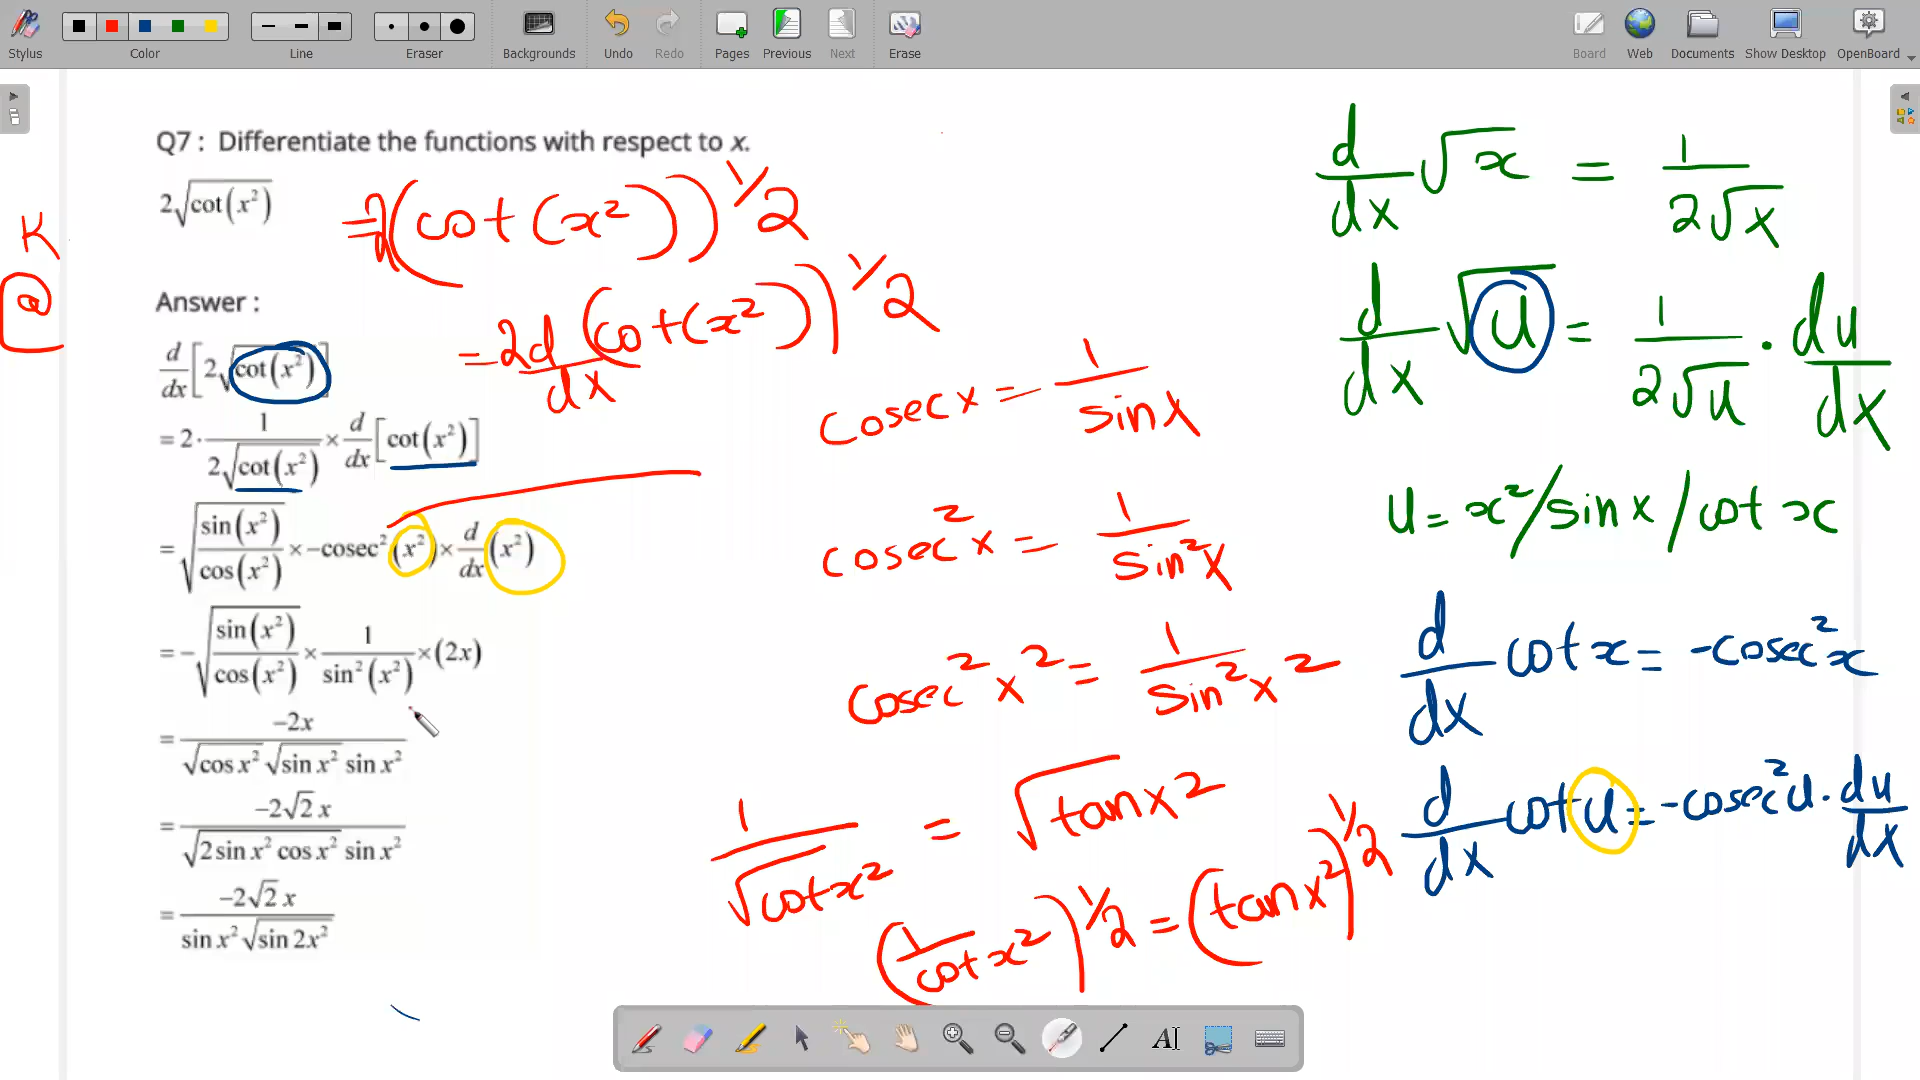 Stylus Color Line Eraser Backgrounds Undo Redo Pages Previous Next Erase Board Web Documents Show Desktop OpenBoard
Q7 : Differentiate the functions with respect to x.
2√cot(x²)
= 2(cot(x²))^1/2
K
Q
Answer :
= 2 d/dx (cot(x²))^1/2
d/dx [2√cot(x²)]
= 2· 1/(2√cot(x²)) × d/dx [cot(x²)]
= √(sin(x²)/cos(x²)) × -cosec²(x²) × d/dx (x²)
= -√(sin(x²)/cos(x²)) × 1/sin²(x²) × (2x)
= -2x/(√cos x² √sin x² sin x²)
= -2√2 x/(√2 sin x² cos x² sin x²)
= -2√2 x/(sin x² √sin 2x²)
cosec x = 1/sin x
cosec² x = 1/sin² x
cosec² x² = 1/sin² x²
1/√cot x² = √tan x²
(1/cot x²)^1/2 = (tan x²)^1/2
d/dx √x = 1/(2√x)
d/dx √u = 1/(2√u) · du/dx
u = x²/sin x/cot x
d/dx cot x = -cosec² x
d/dx cot u = -cosec² u · du/dx
A